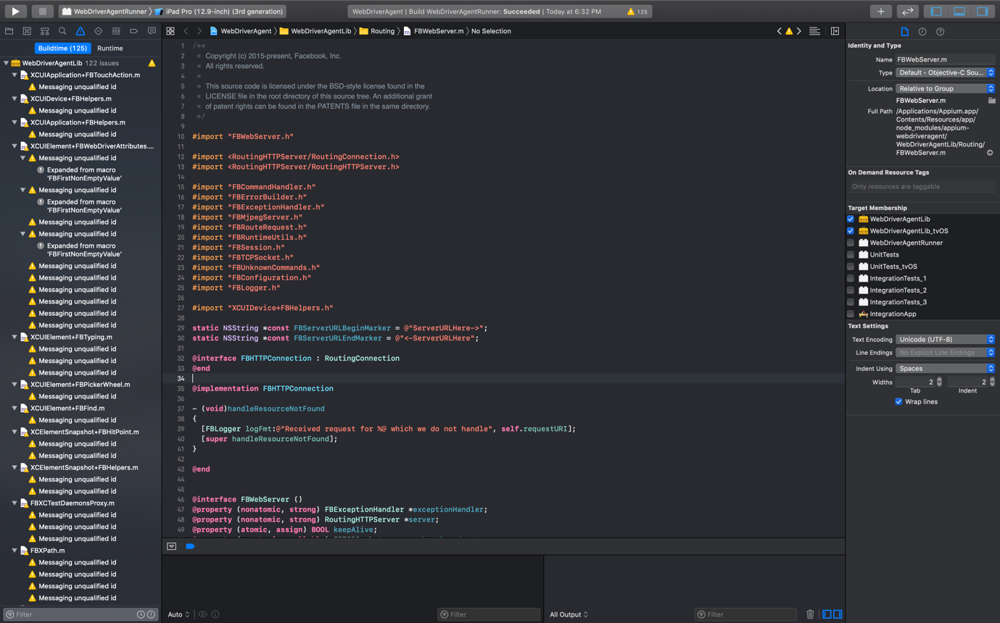 WebDriverAgentRunner
iPad Pro (12.9-inch) (3rd generation)
WebDriverAgent | Build WebDriverAgentRunner: Succeeded | Today at 6:32 PM
125
Buildtime (125)
Runtime
WebDriverAgentLib 122 issues
XCUIApplication+FBTouchAction.m
Messaging unqualified id
XCUIDevice+FBHelpers.m
Messaging unqualified id
XCUIApplication+FBHelpers.m
Messaging unqualified id
XCUIElement+FBWebDriverAttributes....
Messaging unqualified id
Expanded from macro
'FBFirstNonEmptyValue'
Messaging unqualified id
Expanded from macro
'FBFirstNonEmptyValue'
Messaging unqualified id
Messaging unqualified id
Expanded from macro
'FBFirstNonEmptyValue'
Messaging unqualified id
Messaging unqualified id
Messaging unqualified id
Messaging unqualified id
Messaging unqualified id
Messaging unqualified id
XCUIElement+FBTyping.m
Messaging unqualified id
Messaging unqualified id
Messaging unqualified id
XCUIElement+FBPickerWheel.m
Messaging unqualified id
XCUIElement+FBFind.m
Messaging unqualified id
XCElementSnapshot+FBHitPoint.m
Messaging unqualified id
Messaging unqualified id
XCElementSnapshot+FBHelpers.m
Messaging unqualified id
Messaging unqualified id
FBXCTestDaemonsProxy.m
Messaging unqualified id
Messaging unqualified id
Messaging unqualified id
FBXPath.m
Messaging unqualified id
Messaging unqualified id
Messaging unqualified id
Messaging unqualified id
Filter
WebDriverAgent
WebDriverAgentLib
Routing
FBWebServer.m
No Selection
1 /**
2 * Copyright (c) 2015-present, Facebook, Inc.
3 * All rights reserved.
4 *
5 * This source code is licensed under the BSD-style license found in the
6 * LICENSE file in the root directory of this source tree. An additional grant
7 * of patent rights can be found in the PATENTS file in the same directory.
8 */
9
10 #import "FBWebServer.h"
11
12 #import <RoutingHTTPServer/RoutingConnection.h>
13 #import <RoutingHTTPServer/RoutingHTTPServer.h>
14
15 #import "FBCommandHandler.h"
16 #import "FBErrorBuilder.h"
17 #import "FBExceptionHandler.h"
18 #import "FBMjpegServer.h"
19 #import "FBRouteRequest.h"
20 #import "FBRuntimeUtils.h"
21 #import "FBSession.h"
22 #import "FBTCPSocket.h"
23 #import "FBUnknownCommands.h"
24 #import "FBConfiguration.h"
25 #import "FBLogger.h"
26
27 #import "XCUIDevice+FBHelpers.h"
28
29 static NSString *const FBServerURLBeginMarker = @"ServerURLHere->";
30 static NSString *const FBServerURLEndMarker = @"<-ServerURLHere";
31
32 @interface FBHTTPConnection : RoutingConnection
33 @end
34
35 @implementation FBHTTPConnection
36
37 - (void)handleResourceNotFound
38 {
39 [FBLogger logFmt:@"Received request for %@ which we do not handle", self.requestURI];
40 [super handleResourceNotFound];
41 }
42
43 @end
44
45
46 @interface FBWebServer ()
47 @property (nonatomic, strong) FBExceptionHandler *exceptionHandler;
48 @property (nonatomic, strong) RoutingHTTPServer *server;
49 @property (atomic, assign) BOOL keepAlive;
Auto
Filter
All Output
Filter
Identity and Type
Name FBWebServer.m
Type Default - Objective-C Sou...
Location Relative to Group
FBWebServer.m
Full Path /Applications/Appium.app/
Contents/Resources/app/
node_modules/appium-
webdriveragent/
WebDriverAgentLib/Routing/
FBWebServer.m
On Demand Resource Tags
Only resources are taggable
Target Membership
WebDriverAgentLib
WebDriverAgentLib_tvOS
WebDriverAgentRunner
UnitTests
UnitTests_tvOS
IntegrationTests_1
IntegrationTests_2
IntegrationTests_3
IntegrationApp
Text Settings
Text Encoding Unicode (UTF-8)
Line Endings No Explicit Line Endings
Indent Using Spaces
Widths 2 2
Tab Indent
Wrap lines